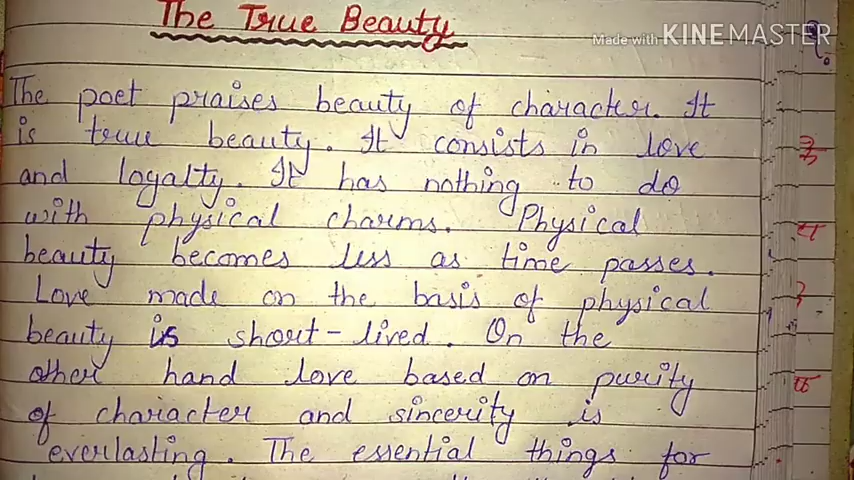 The True Beauty
Made with KINEMASTER
The poet praises beauty of character. It
is true beauty. It consists in love
and loyalty. It has nothing to do
with physical charms. Physical
beauty becomes less as time passes.
Love made on the basis of physical
beauty is short-lived. On the
other hand love based on purity
of character and sincerity is
everlasting. The essential things for